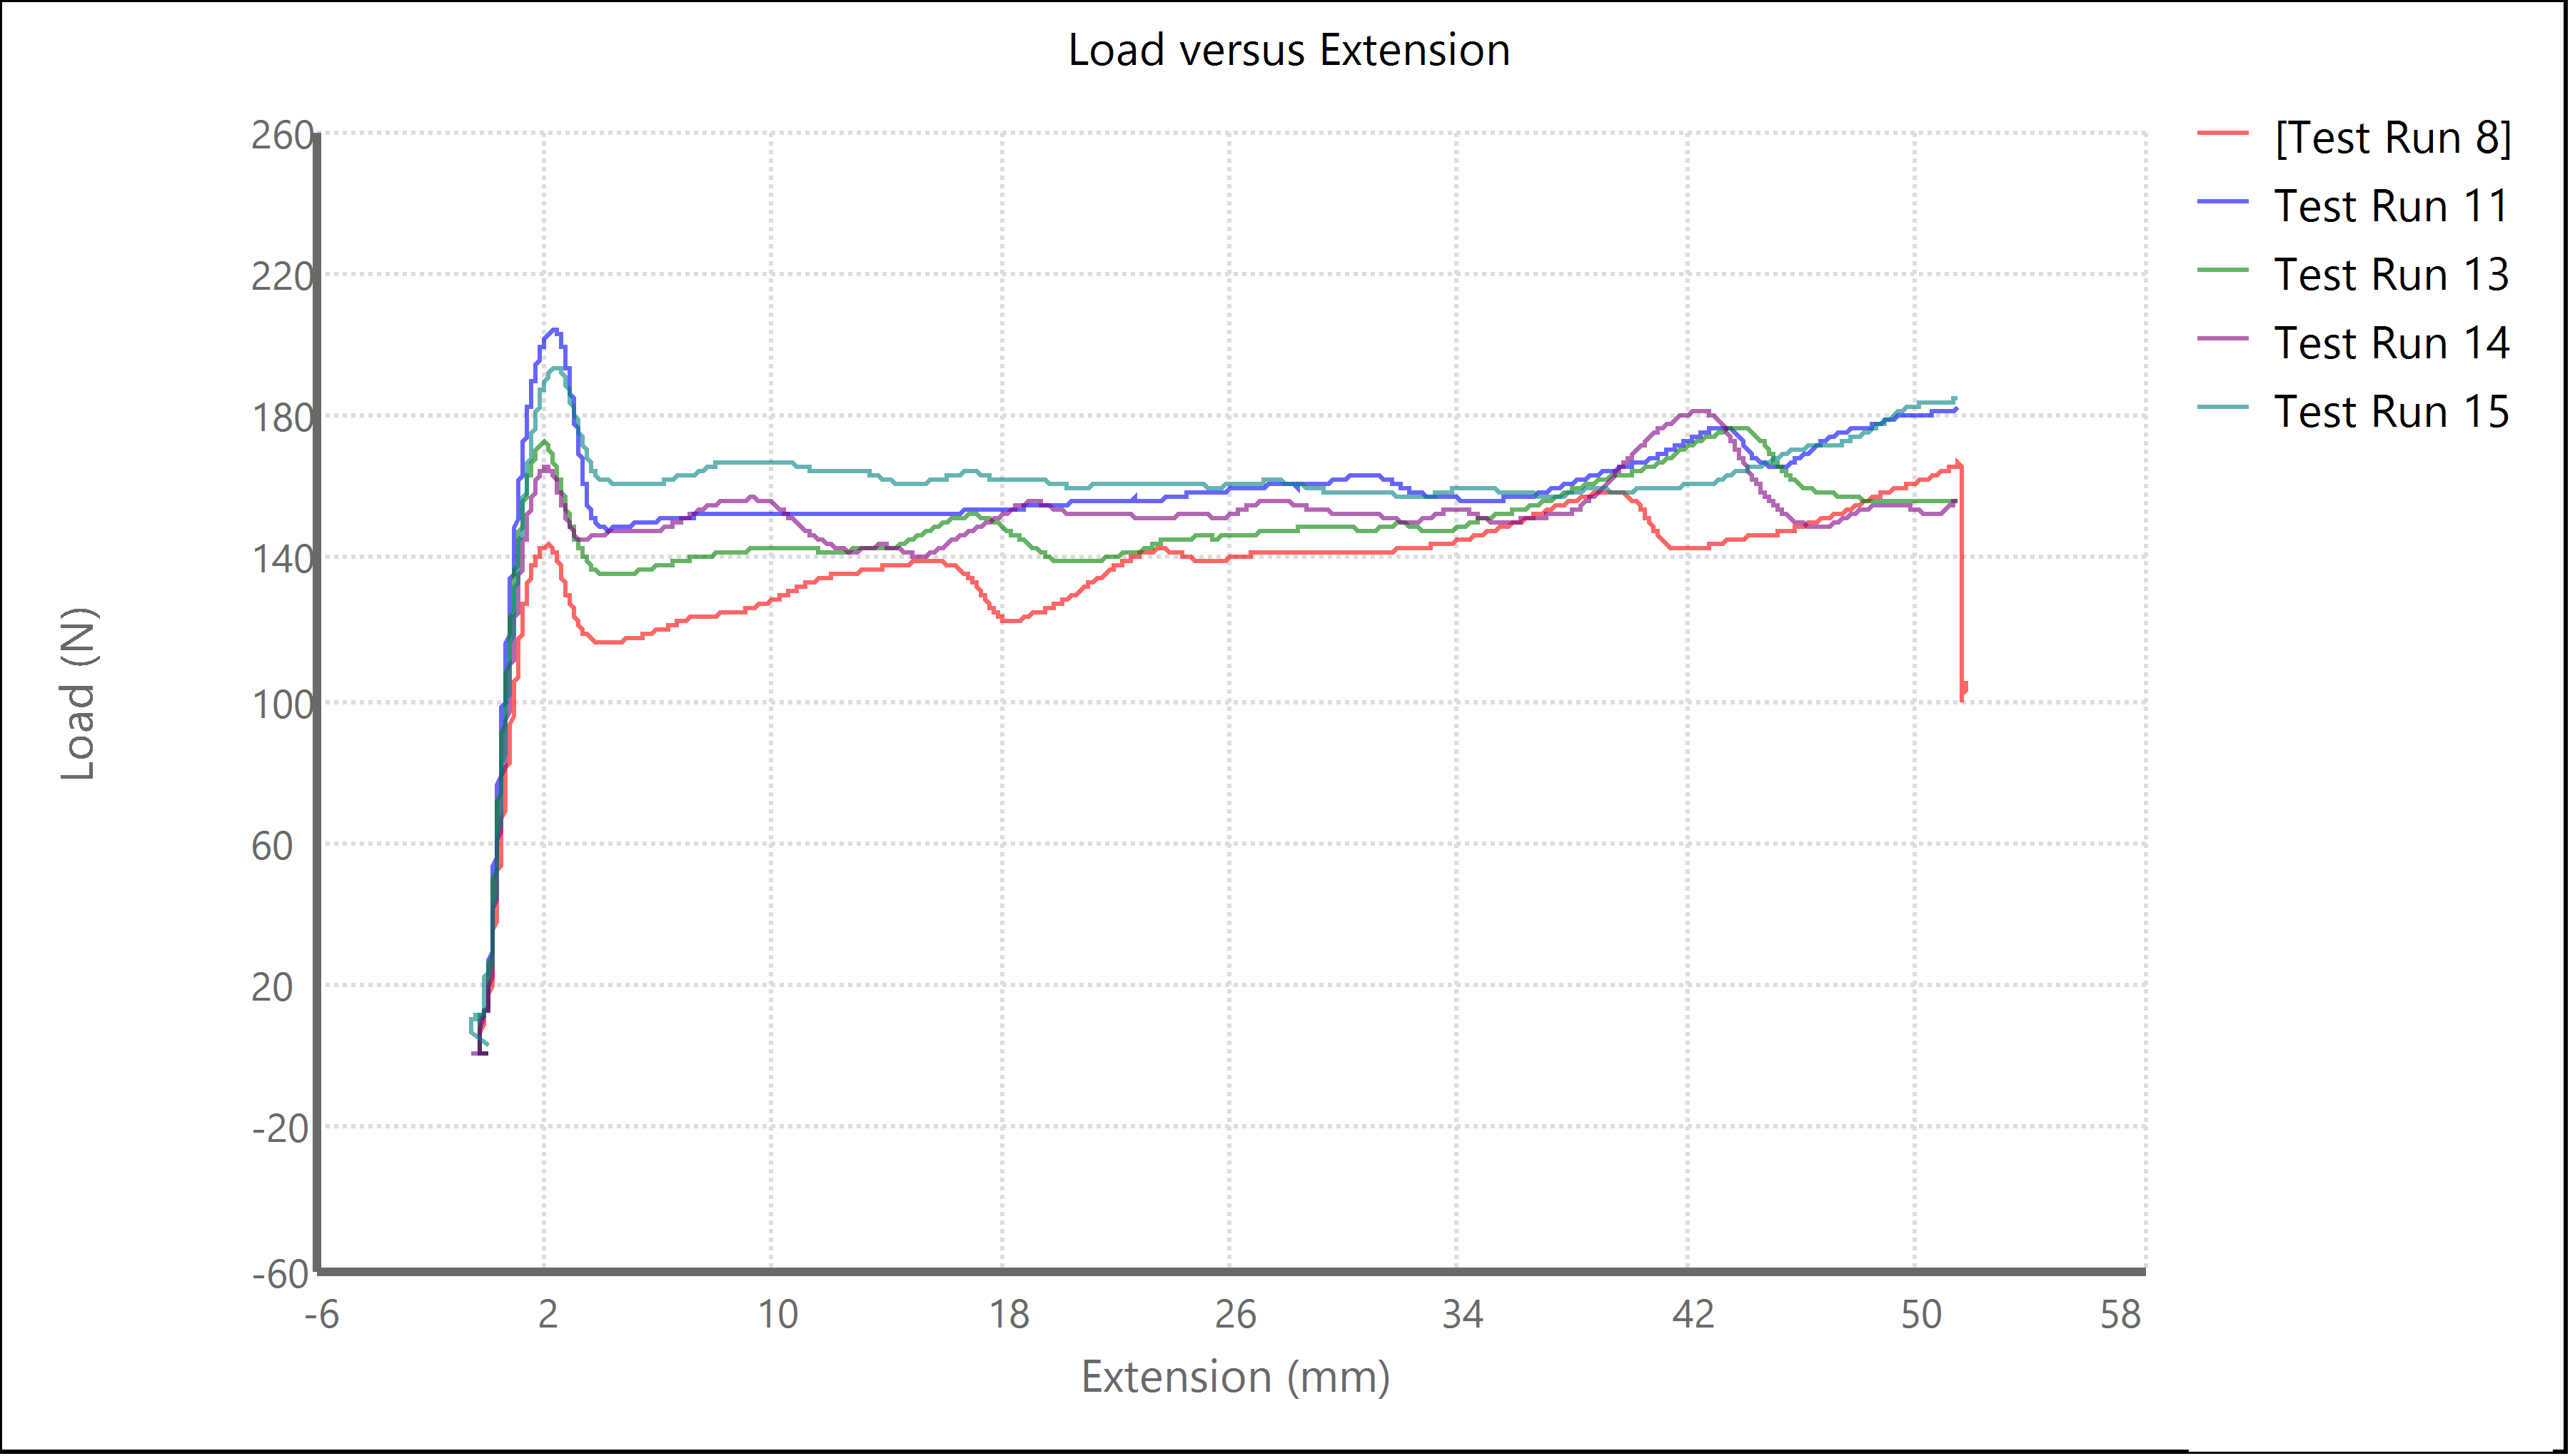 Load versus Extension
260
220
180
140
100
60
20
-20
-60
Load (N)
-6 2 10 18 26 34 42 50 58
Extension (mm)
[Test Run 8]
Test Run 11
Test Run 13
Test Run 14
Test Run 15